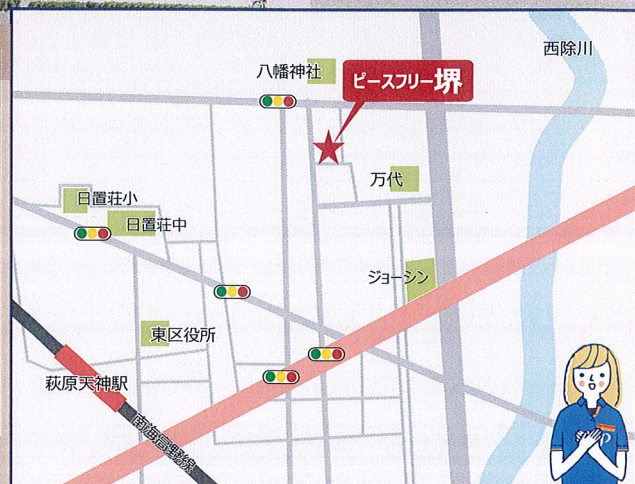 西除川
八幡神社
ピースフリー堺
万代
日置荘小
日置荘中
ジョーシン
東区役所
萩原天神駅
南海高野線